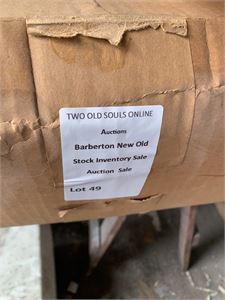 TWO OLD SOULS ONLINE
Auctions
Barberton New Old
Stock Inventory Sale
Auction Sale
Lot 49